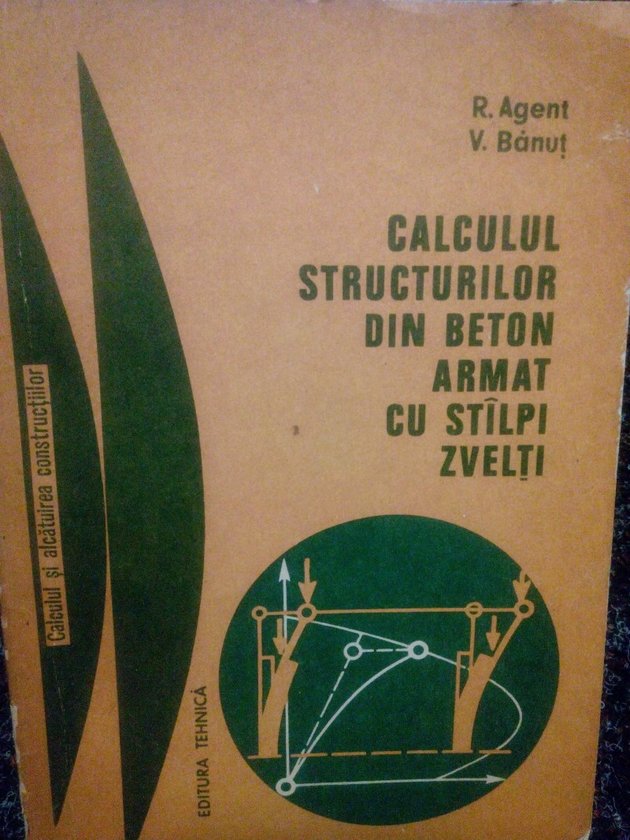 R. Agent
V. Bănuț
CALCULUL
STRUCTURILOR
DIN BETON
ARMAT
CU STÎLPI
ZVELȚI
Calculul și alcătuirea construcțiilor
EDITURA TEHNICĂ